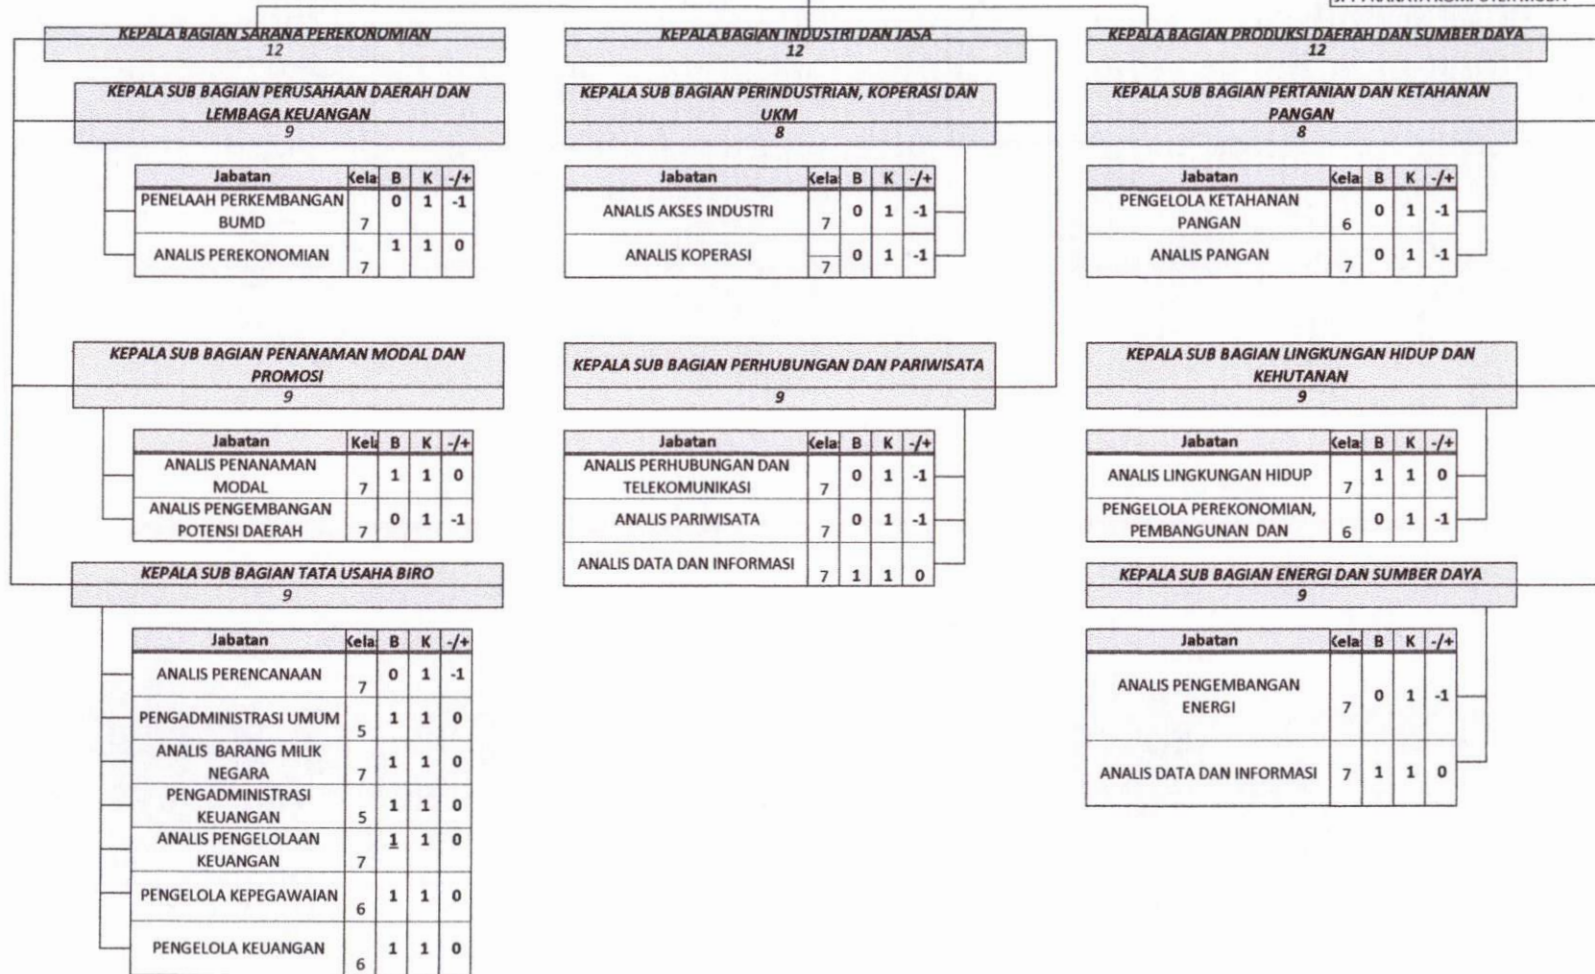 KEPALA BAGIAN SARANA PEREKONOMIAN
12
KEPALA SUB BAGIAN PERUSAHAAN DAERAH DAN
LEMBAGA KEUANGAN
9
Jabatan Kela B K -/+
PENELAAH PERKEMBANGAN
BUMD 7 0 1 -1
ANALIS PEREKONOMIAN 7 1 1 0
KEPALA SUB BAGIAN PENANAMAN MODAL DAN
PROMOSI
9
Jabatan Kela B K -/+
ANALIS PENANAMAN
MODAL 7 1 1 0
ANALIS PENGEMBANGAN
POTENSI DAERAH 7 0 1 -1
KEPALA SUB BAGIAN TATA USAHA BIRO
9
Jabatan Kela B K -/+
ANALIS PERENCANAAN 7 0 1 -1
PENGADMINISTRASI UMUM 5 1 1 0
ANALIS BARANG MILIK
NEGARA 7 1 1 0
PENGADMINISTRASI
KEUANGAN 5 1 1 0
ANALIS PENGELOLAAN
KEUANGAN 7 1 1 0
PENGELOLA KEPEGAWAIAN 6 1 1 0
PENGELOLA KEUANGAN 6 1 1 0
KEPALA BAGIAN INDUSTRI DAN JASA
12
KEPALA SUB BAGIAN PERINDUSTRIAN, KOPERASI DAN
UKM
8
Jabatan Kela B K -/+
ANALIS AKSES INDUSTRI 7 0 1 -1
ANALIS KOPERASI 7 0 1 -1
KEPALA SUB BAGIAN PERHUBUNGAN DAN PARIWISATA
9
Jabatan Kela B K -/+
ANALIS PERHUBUNGAN DAN
TELEKOMUNIKASI 7 0 1 -1
ANALIS PARIWISATA 7 0 1 -1
ANALIS DATA DAN INFORMASI 7 1 1 0
KEPALA BAGIAN PRODUKSI DAERAH DAN SUMBER DAYA
12
KEPALA SUB BAGIAN PERTANIAN DAN KETAHANAN
PANGAN
8
Jabatan Kela B K -/+
PENGELOLA KETAHANAN
PANGAN 6 0 1 -1
ANALIS PANGAN 7 0 1 -1
KEPALA SUB BAGIAN LINGKUNGAN HIDUP DAN
KEHUTANAN
9
Jabatan Kela B K -/+
ANALIS LINGKUNGAN HIDUP 7 1 1 0
PENGELOLA PEREKONOMIAN,
PEMBANGUNAN DAN 6 0 1 -1
KEPALA SUB BAGIAN ENERGI DAN SUMBER DAYA
9
Jabatan Kela B K -/+
ANALIS PENGEMBANGAN
ENERGI 7 0 1 -1
ANALIS DATA DAN INFORMASI 7 1 1 0